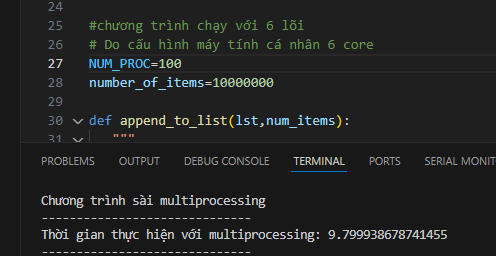 24
25 #chương trình chạy với 6 lõi
26 # Do cấu hình máy tính cá nhân 6 core
27 NUM_PROC=100
28 number_of_items=10000000
29
30 def append_to_list(lst,num_items):
31 """
PROBLEMS OUTPUT DEBUG CONSOLE TERMINAL PORTS SERIAL MONIT
Chương trình sài multiprocessing
------------------------------
Thời gian thực hiện với multiprocessing: 9.799938678741455
------------------------------